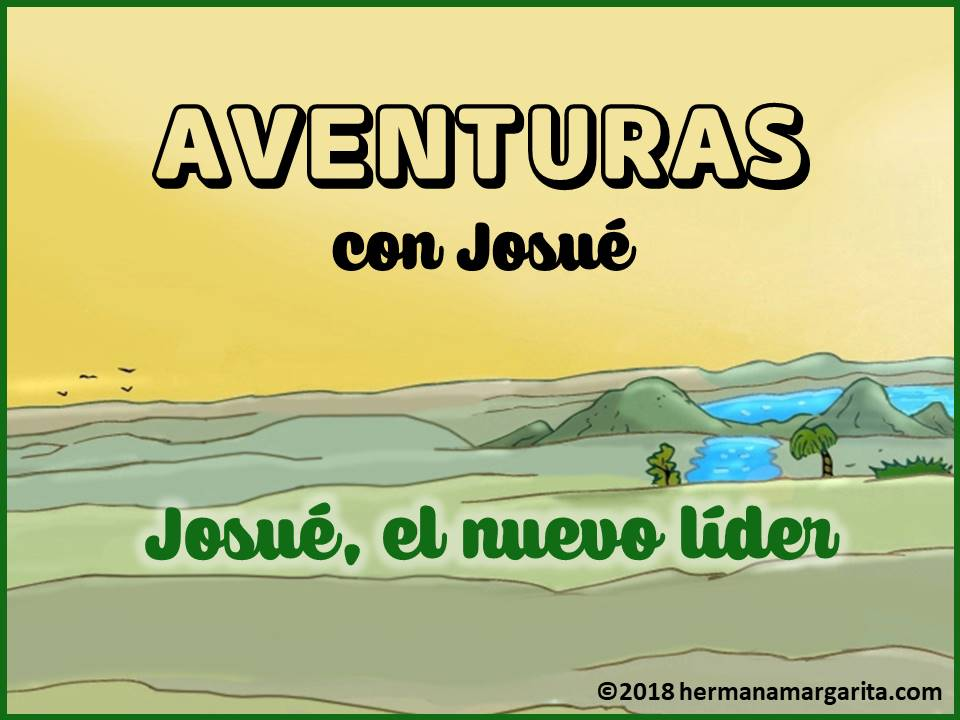 AVENTURAS
con Josué
Josué, el nuevo líder
©2018 hermanamargarita.com